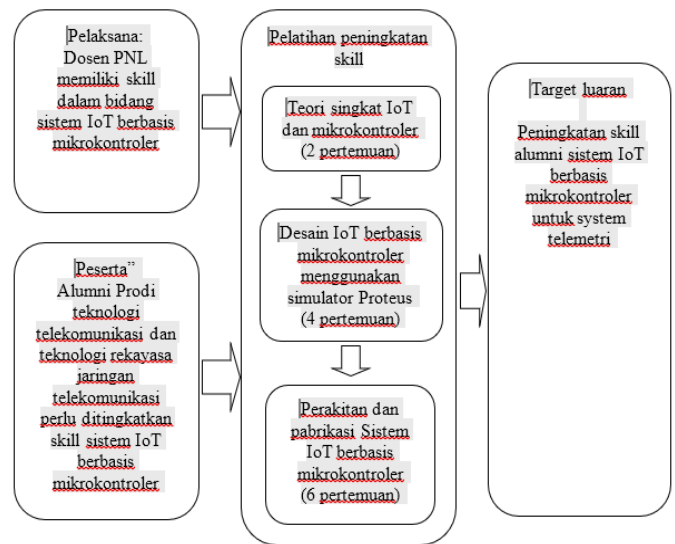 Pelaksana:
Dosen PNL
memiliki skill
dalam bidang
sistem IoT berbasis
mikrokontroler
Peserta”
Alumni Prodi
teknologi
telekomunikasi dan
teknologi rekayasa
jaringan
telekomunikasi
perlu ditingkatkan
skill sistem IoT
berbasis
mikrokontroler
Pelatihan peningkatan
skill
Teori singkat IoT
dan mikrokontroler
(2 pertemuan)
Desain IoT berbasis
mikrokontroler
menggunakan
simulator Proteus
(4 pertemuan)
Perakitan dan
pabrikasi Sistem
IoT berbasis
mikrokontroler
(6 pertemuan)
Target luaran
Peningkatan skill
alumni sistem IoT
berbasis
mikrokontroler
untuk system
telemetri